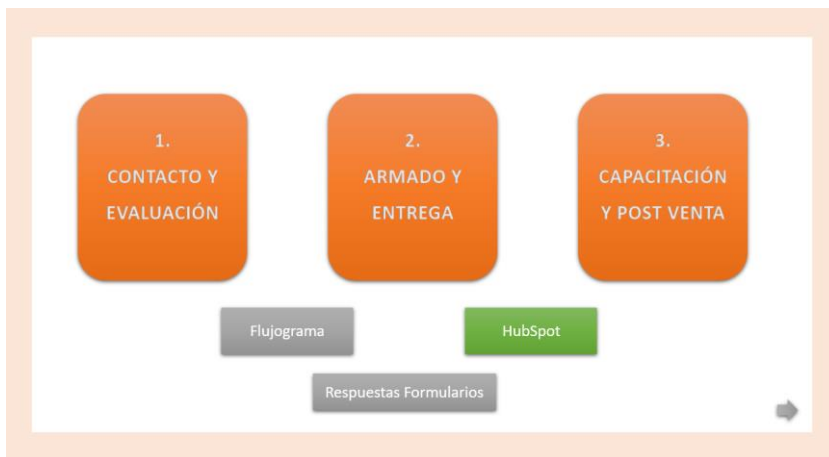 1.
CONTACTO Y
EVALUACIÓN
2.
ARMADO Y
ENTREGA
3.
CAPACITACIÓN
Y POST VENTA
Flujograma
HubSpot
Respuestas Formularios